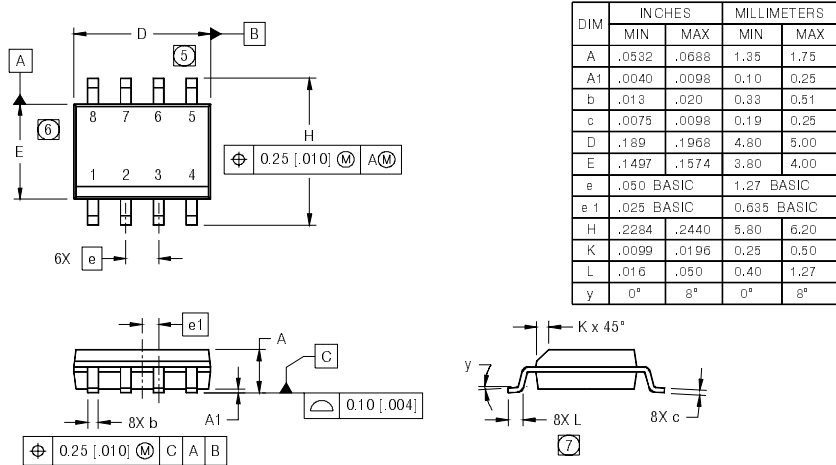 D
B
5
A
6
8 7 6 5
E
H
0.25 [.010] M A M
1 2 3 4
6X e
DIM INCHES MILLIMETERS
MIN MAX MIN MAX
A .0532 .0688 1.35 1.75
A1 .0040 .0098 0.10 0.25
b .013 .020 0.33 0.51
c .0075 .0098 0.19 0.25
D .189 .1968 4.80 5.00
E .1497 .1574 3.80 4.00
e .050 BASIC 1.27 BASIC
e 1 .025 BASIC 0.635 BASIC
H .2284 .2440 5.80 6.20
K .0099 .0196 0.25 0.50
L .016 .050 0.40 1.27
y 0° 8° 0° 8°
e1
A
C
A1
0.10 [.004]
8X b
0.25 [.010] M C A B
K x 45°
y
8X L
7
8X c